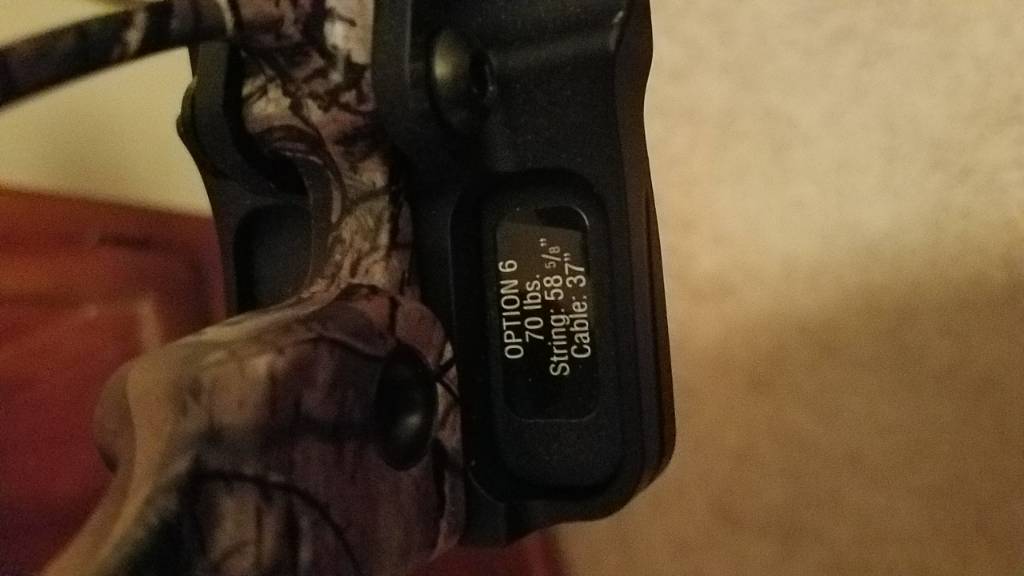 OPTION 6
70 lbs.
String: 58 5/8"
Cable: 37"